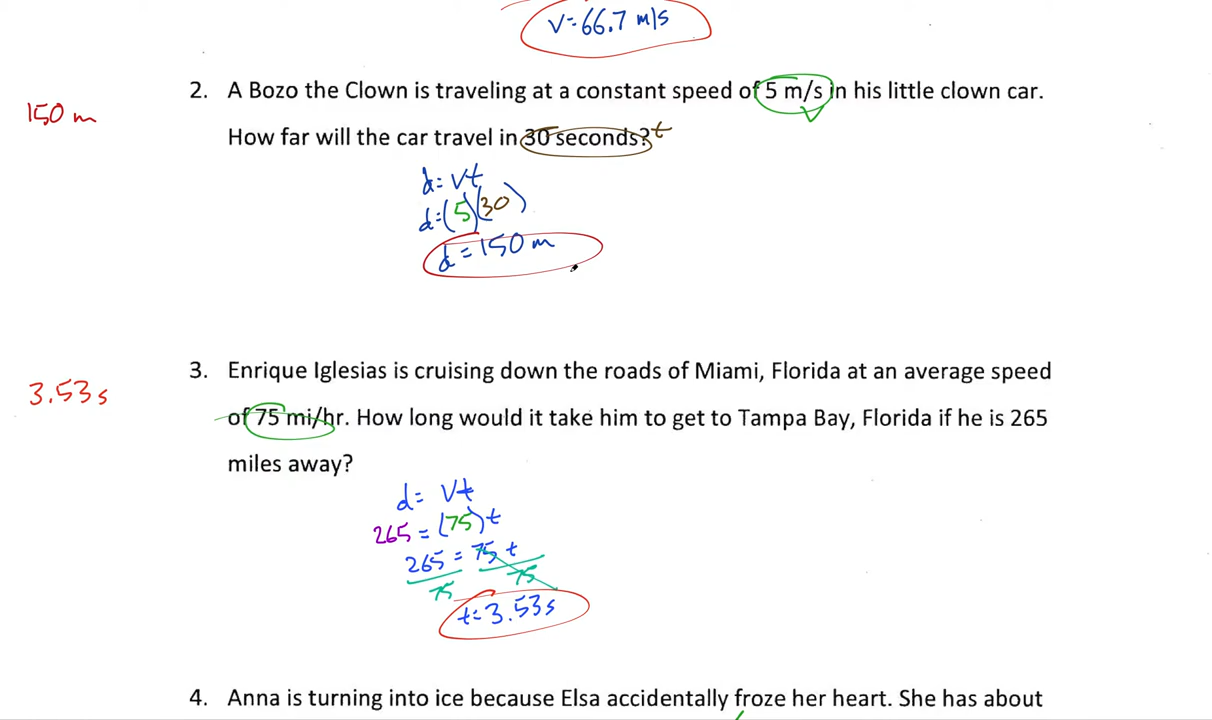 v=66.7 m/s
2. A Bozo the Clown is traveling at a constant speed of 5 m/s in his little clown car.
v
150 m
How far will the car travel in 30 seconds? t
d= vt
d=(5)(30)
d=150 m
3. Enrique Iglesias is cruising down the roads of Miami, Florida at an average speed
3.53s
of 75 mi/hr. How long would it take him to get to Tampa Bay, Florida if he is 265
miles away?
d= vt
265 = (75)t
265 = 75 t
75 75
t=3.53s
4. Anna is turning into ice because Elsa accidentally froze her heart. She has about